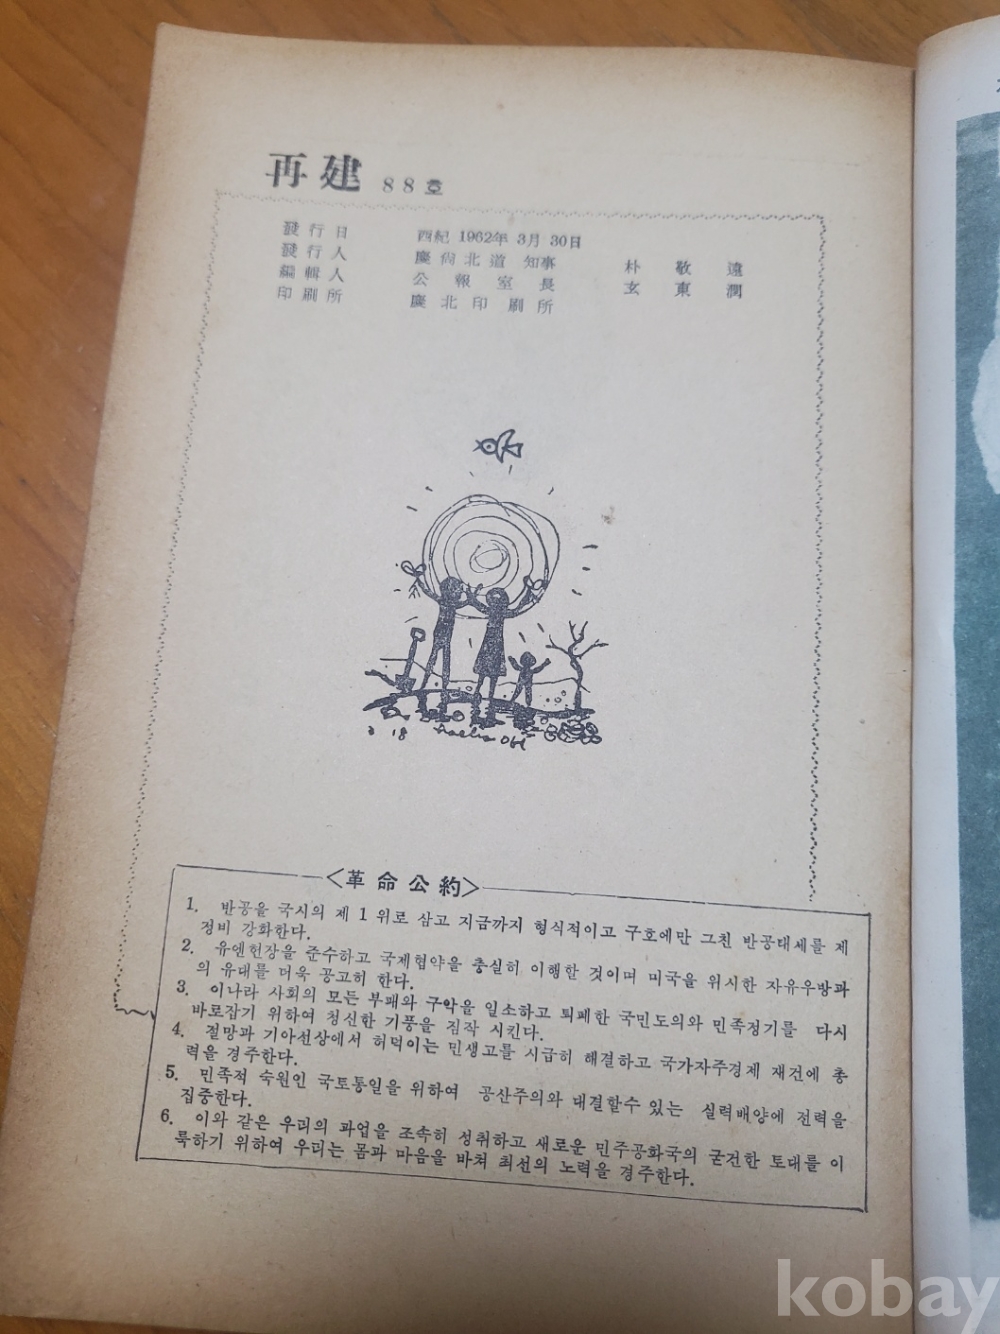 再建 88호
發行日 西紀 1962年 3月 30日
發行人 慶尙北道 知事 朴敬遠
編輯人 公報室長 玄東潤
印刷所 慶北印刷所
3 18
<革命公約>
1. 반공을 국시의 제1위로 삼고 지금까지 형식적이고 구호에만 그친 반공대세를 제
정비 강화한다.
2. 유엔헌장을 준수하고 국제협약을 충실히 이행한 것이며 미국을 위시한 자유우방과
의 유대를 더욱 공고히 한다.
3. 이나라 사회의 모든 부패와 구악을 일소하고 퇴폐한 국민도의와 민족정기를 다시
바로잡기 위하여 청신한 기풍을 짐작 시킨다.
4. 절망과 기아선상에서 허덕이는 민생고를 시급히 해결하고 국가자주경제 재건에 총
력을 경주한다.
5. 민족적 숙원인 국토통일을 위하여 공산주의와 대결할수 있는 실력배양에 전력을
집중한다.
6. 이와 같은 우리의 과업을 조속히 성취하고 새로운 민주공화국의 굳건한 토대를 이
룩하기 위하여 우리는 몸과 마음을 바쳐 최선의 노력을 경주한다.
kobay